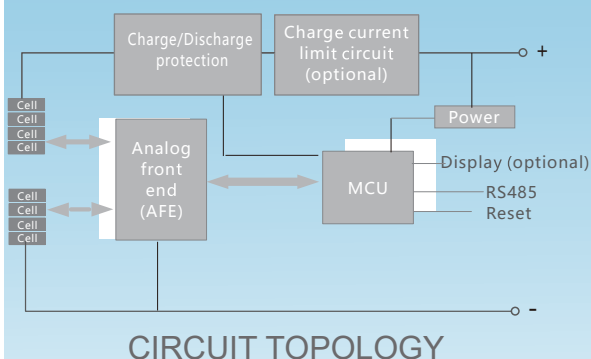 Charge/Discharge
protection
Charge current
limit circuit
(optional)
+
Power
Cell
Cell
Cell
Cell
Analog
front
end
(AFE)
MCU
Display (optional)
RS485
Reset
Cell
Cell
Cell
Cell
-
CIRCUIT TOPOLOGY